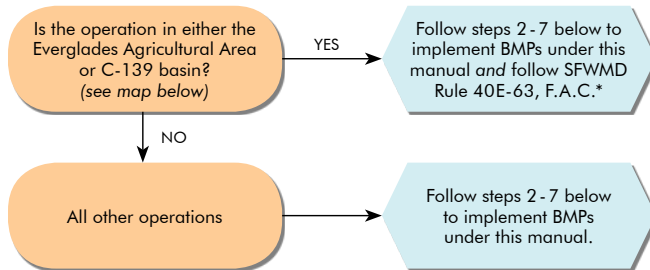 Is the operation in either the
Everglades Agricultural Area
or C-139 basin?
(see map below)
YES
Follow steps 2 - 7 below to
implement BMPs under this
manual and follow SFWMD
Rule 40E-63, F.A.C.*
NO
All other operations
Follow steps 2 - 7 below
to implement BMPs
under this manual.